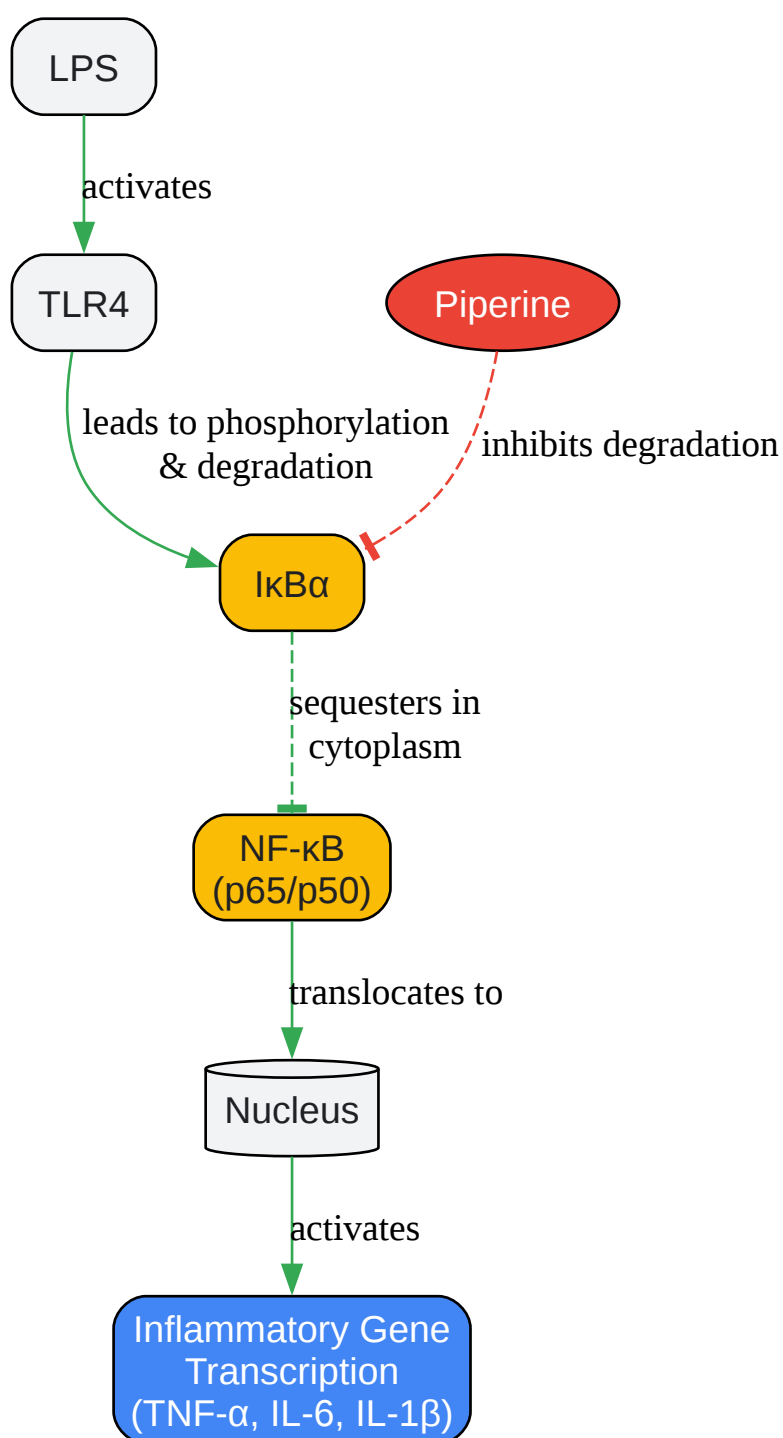 LPS
activates
TLR4
Piperine
leads to phosphorylation
& degradation
inhibits degradation
IκBα
sequesters in
cytoplasm
NF-κB
(p65/p50)
translocates to
Nucleus
activates
Inflammatory Gene
Transcription
(TNF-α, IL-6, IL-1β)